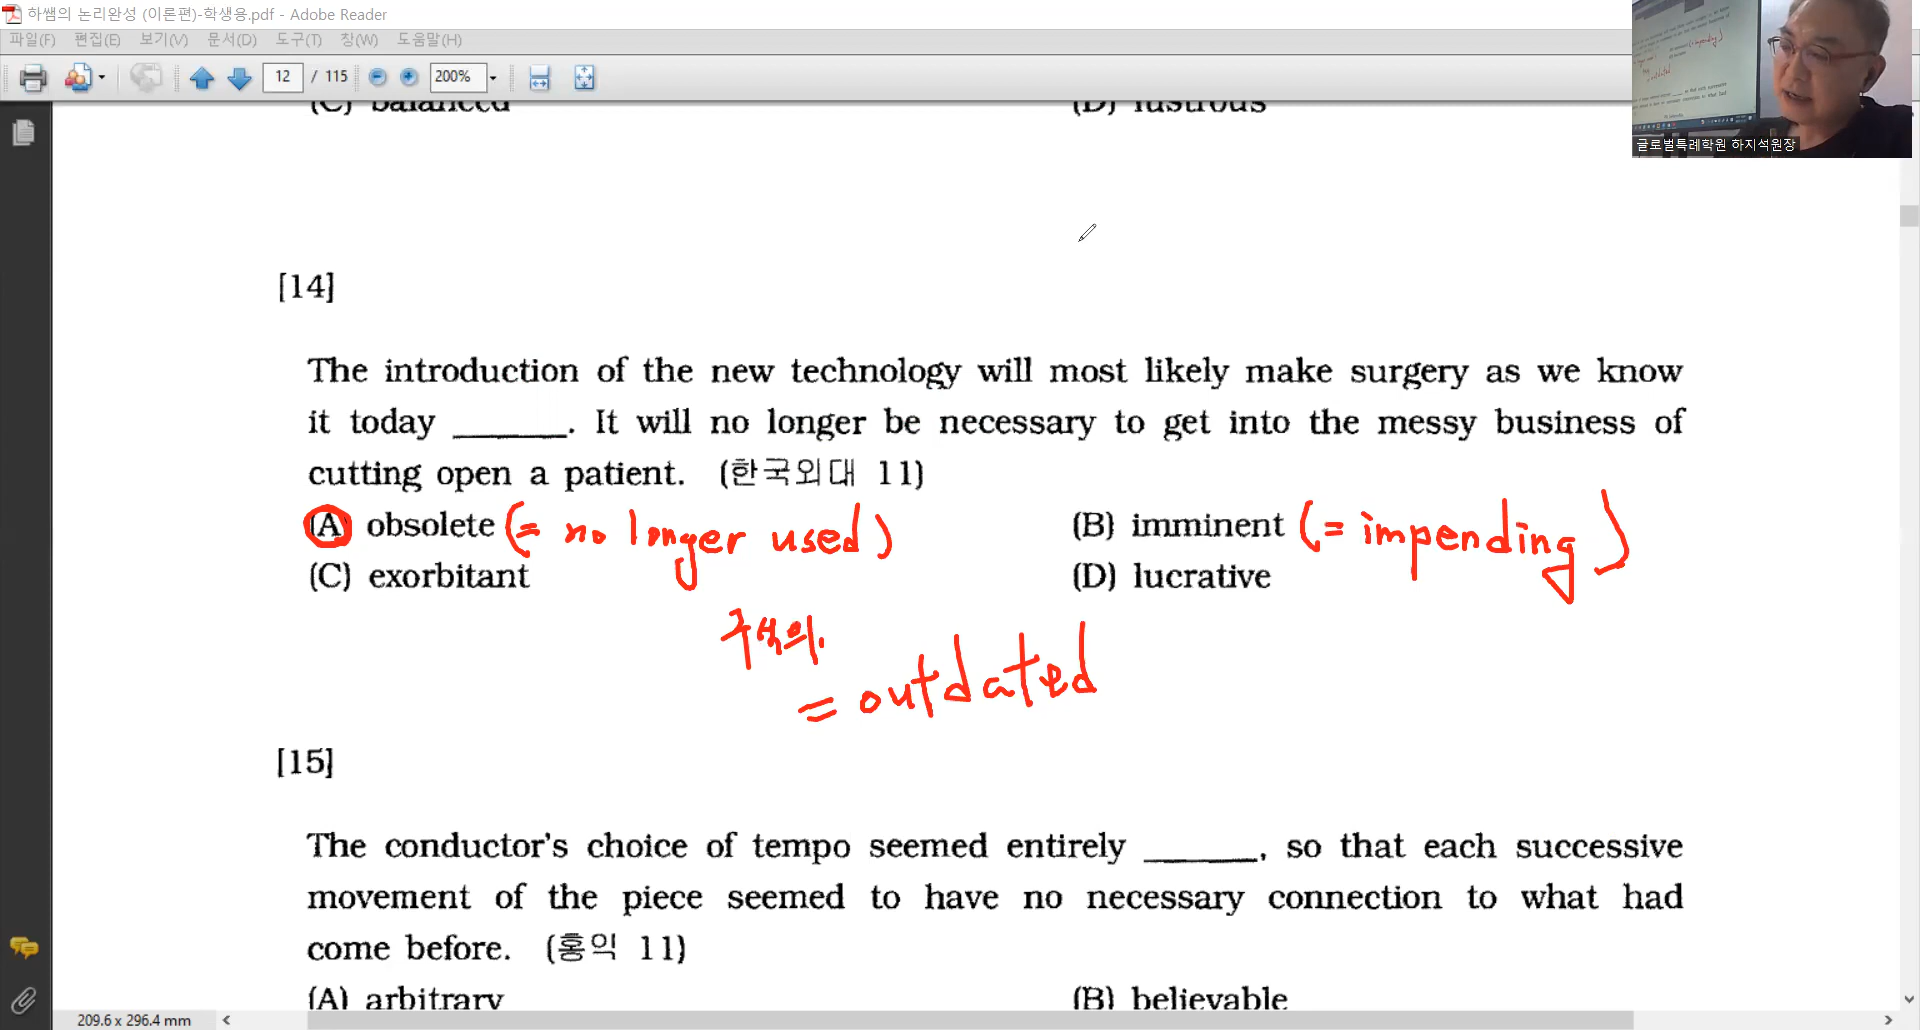 하쌤의 논리완성 (이론편)-학생용.pdf - Adobe Reader
파일(F) 편집(E) 보기(V) 문서(D) 도구(T) 창(W) 도움말(H)
12 / 115 200%
글로벌특례학원 하지석원장
(C) balanced (D) lustrous
[14]
The introduction of the new technology will most likely make surgery as we know
it today ______. It will no longer be necessary to get into the messy business of
cutting open a patient. (한국외대 11)
(A) obsolete (= no longer used) (B) imminent (= impending)
(C) exorbitant (D) lucrative
구식의
= outdated
[15]
The conductor's choice of tempo seemed entirely ______, so that each successive
movement of the piece seemed to have no necessary connection to what had
come before. (홍익 11)
(A) arbitrary (B) believable
209.6 x 296.4 mm